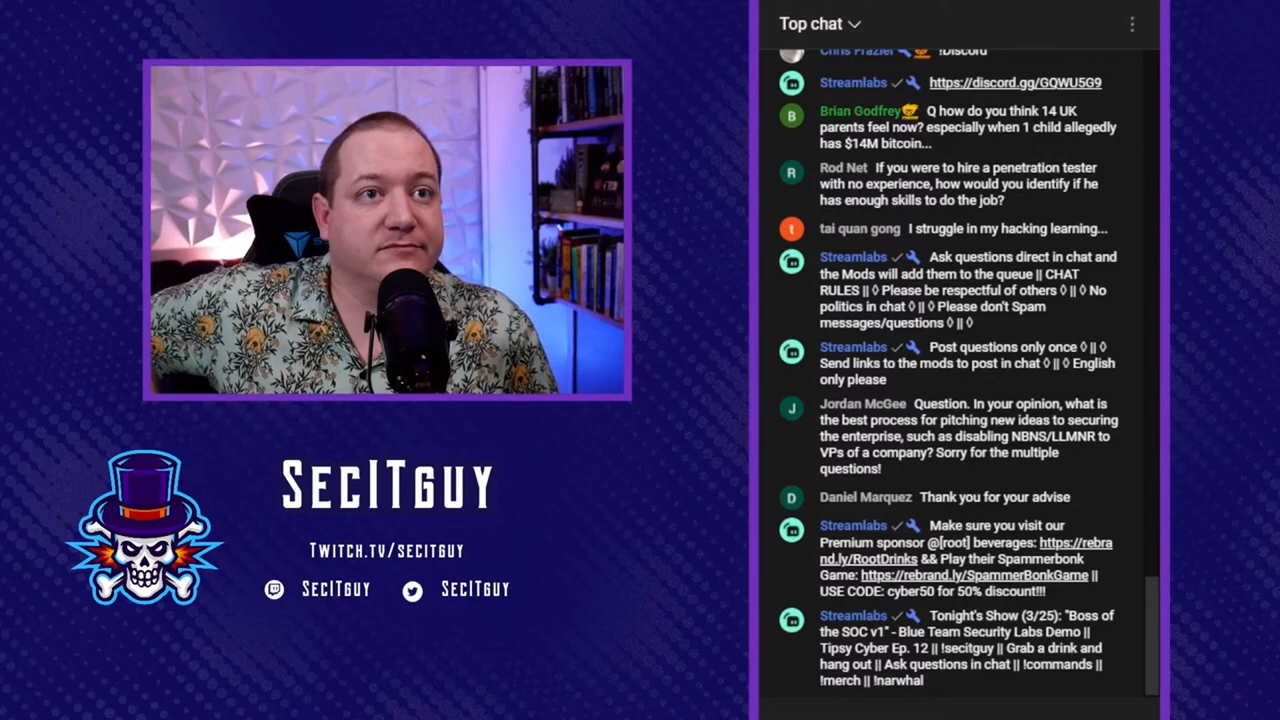 Top chat
Chris Frazier !Discord
Streamlabs https://discord.gg/GQWU5G9
Brian Godfrey Q how do you think 14 UK
parents feel now? especially when 1 child allegedly
has $14M bitcoin...
Rod Net If you were to hire a penetration tester
with no experience, how would you identify if he
has enough skills to do the job?
tai quan gong I struggle in my hacking learning...
Streamlabs Ask questions direct in chat and
the Mods will add them to the queue || CHAT
RULES || ◊ Please be respectful of others ◊ || ◊ No
politics in chat ◊ || ◊ Please don't Spam
messages/questions ◊ || ◊
Streamlabs Post questions only once ◊ || ◊
Send links to the mods to post in chat ◊ || ◊ English
only please
Jordan McGee Question. In your opinion, what is
the best process for pitching new ideas to securing
the enterprise, such as disabling NBNS/LLMNR to
VPs of a company? Sorry for the multiple
questions!
Daniel Marquez Thank you for your advise
Streamlabs Make sure you visit our
Premium sponsor @[root] beverages: https://rebra
nd.ly/RootDrinks && Play their Spammerbonk
Game: https://rebrand.ly/SpammerBonkGame ||
USE CODE: cyber50 for 50% discount!!!
Streamlabs Tonight's Show (3/25): "Boss of
the SOC v1" - Blue Team Security Labs Demo ||
Tipsy Cyber Ep. 12 || !secitguy || Grab a drink and
hang out || Ask questions in chat || !commands ||
!merch || !narwhal
SecITguy
Twitch.tv/secitguy
SecITguy SecITguy